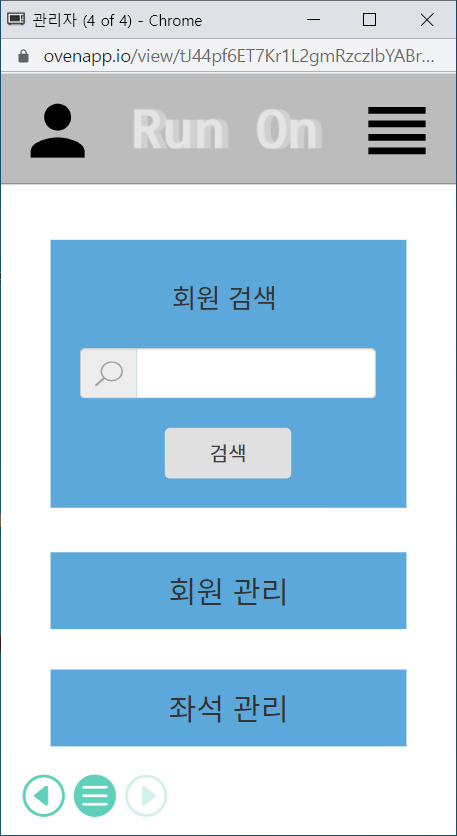 관리자 (4 of 4) - Chrome
ovenapp.io/view/tJ44pf6ET7Kr1L2gmRzczIbYABr...
Run On
회원 검색
검색
회원 관리
좌석 관리